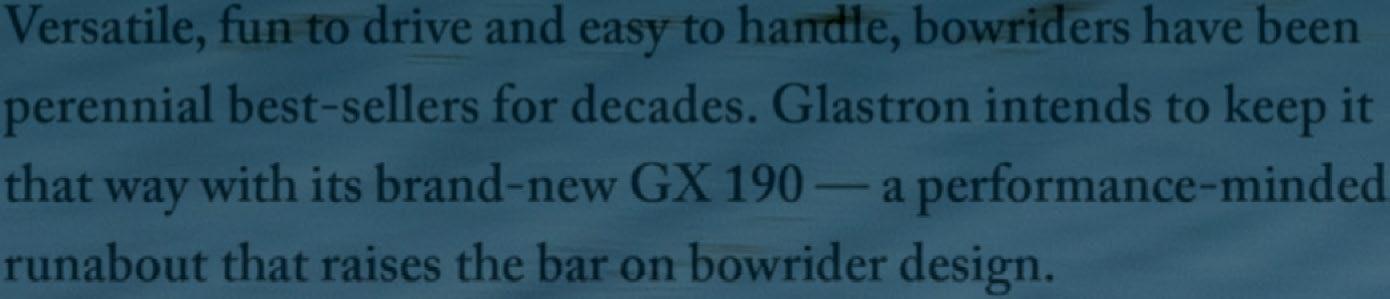 Versatile, fun to drive and easy to handle, bowriders have been
perennial best-sellers for decades. Glastron intends to keep it
that way with its brand-new GX 190 — a performance-minded
runabout that raises the bar on bowrider design.